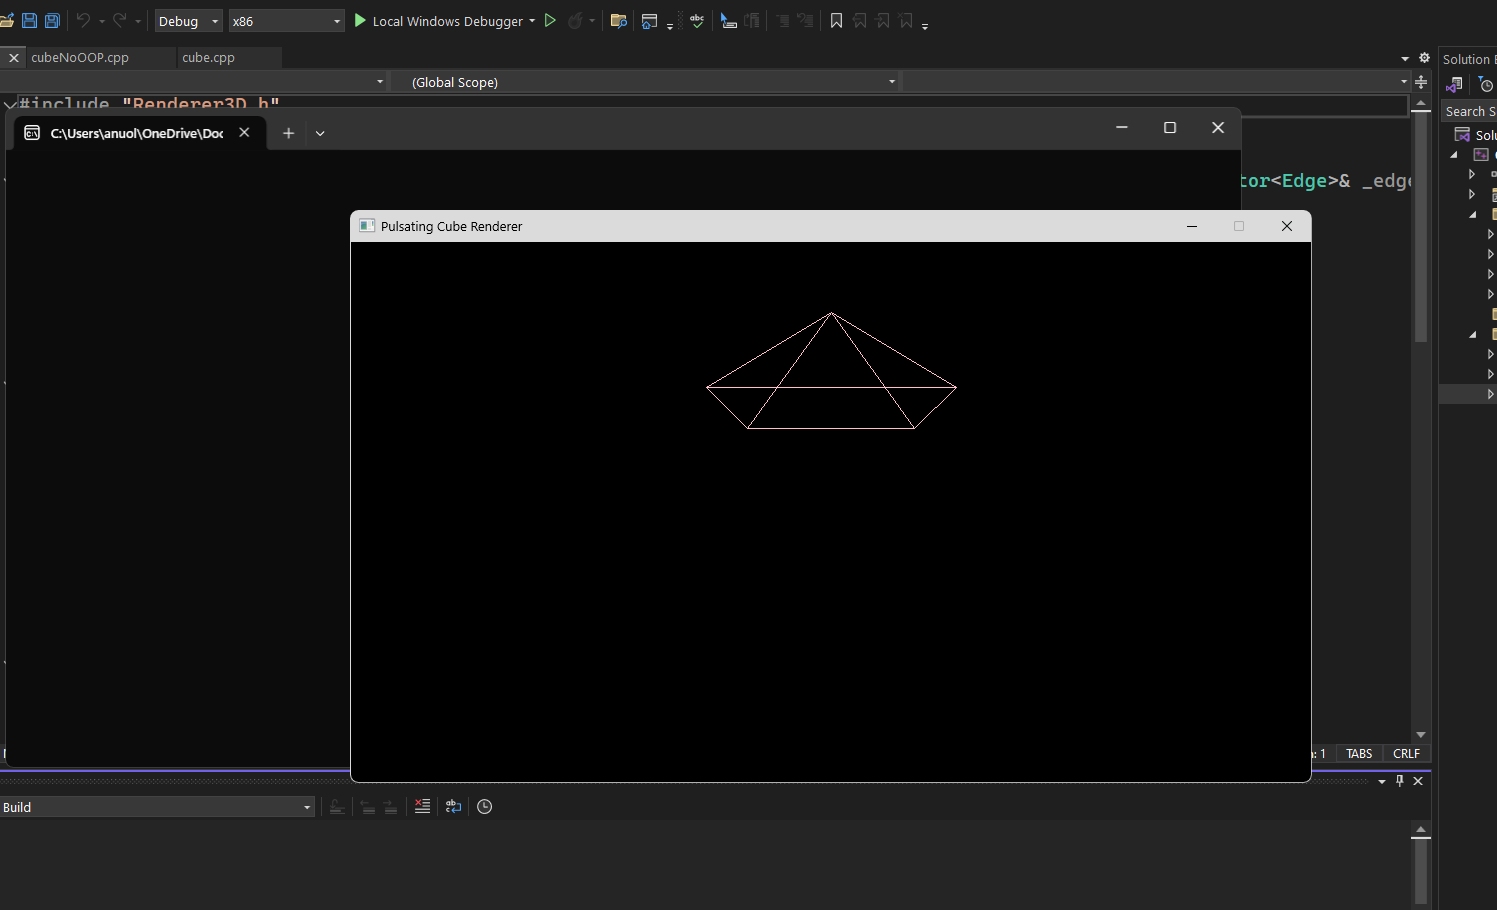 Debug x86 Local Windows Debugger
cubeNoOOP.cpp cube.cpp
Solution E
(Global Scope)
#include "Renderer3D.h"
Search S
C:\Users\anuol\OneDrive\Doc
Solu
tor<Edge>& _edge
Pulsating Cube Renderer
: 1 TABS CRLF
Build